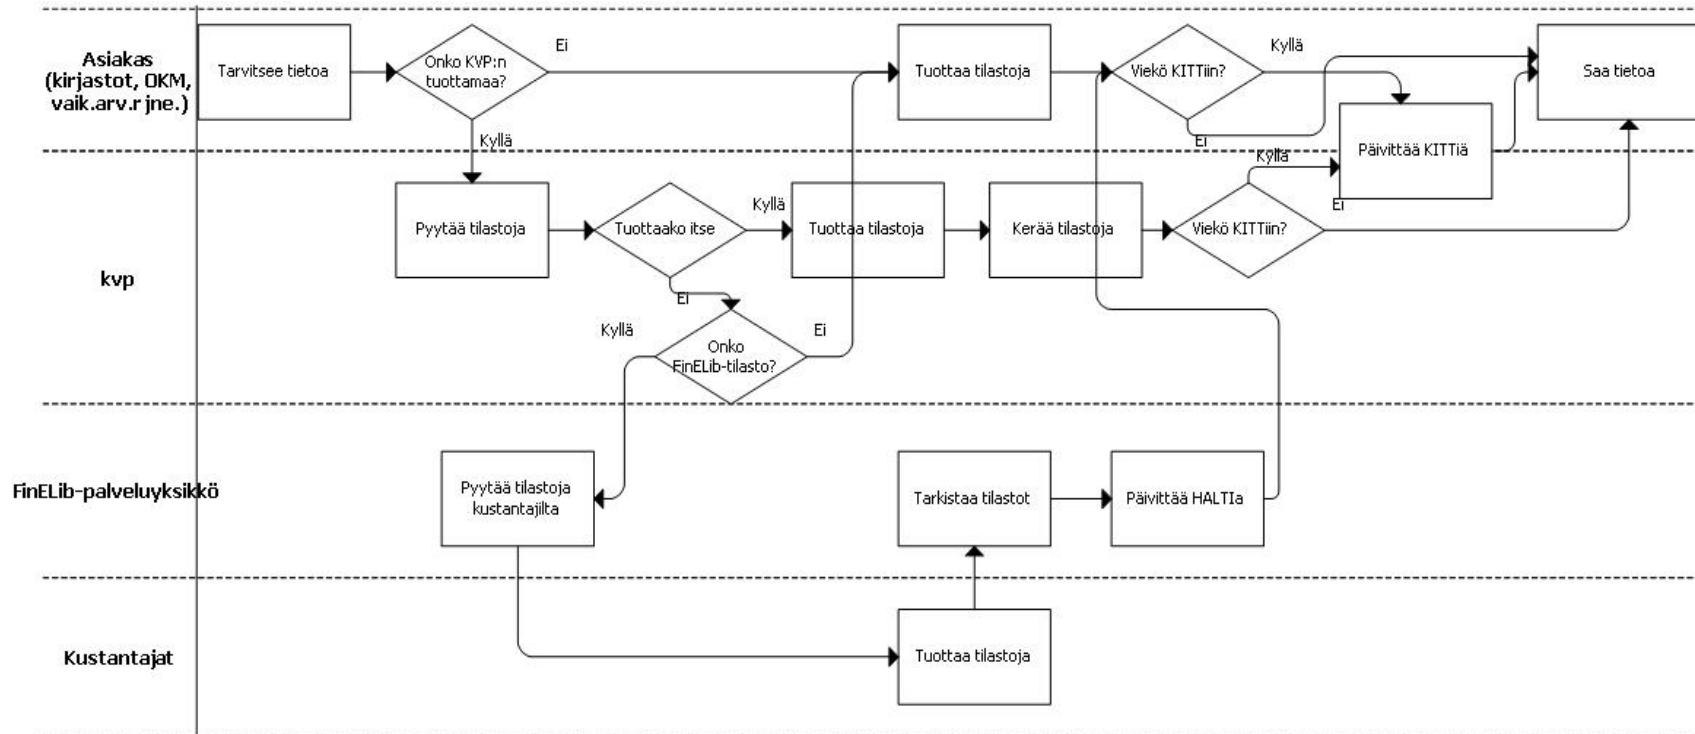 Asiakas
(kirjastot, OKM,
vaik.arv.r jne.)
Tarvitsee tietoa
Onko KVP:n
tuottamaa?
Ei
Kyllä
Tuottaa tilastoja
Viekö KITTiin?
Kyllä
Ei
Saa tietoa
Päivittää KITTiä
kvp
Pyytää tilastoja
Tuottaako itse
Kyllä
Ei
Tuottaa tilastoja
Kerää tilastoja
Viekö KITTiin?
Kyllä
Ei
Onko
FinELib-tilasto?
Kyllä
Ei
FinELib-palveluyksikkö
Pyytää tilastoja
kustantajilta
Tarkistaa tilastot
Päivittää HALTIa
Kustantajat
Tuottaa tilastoja